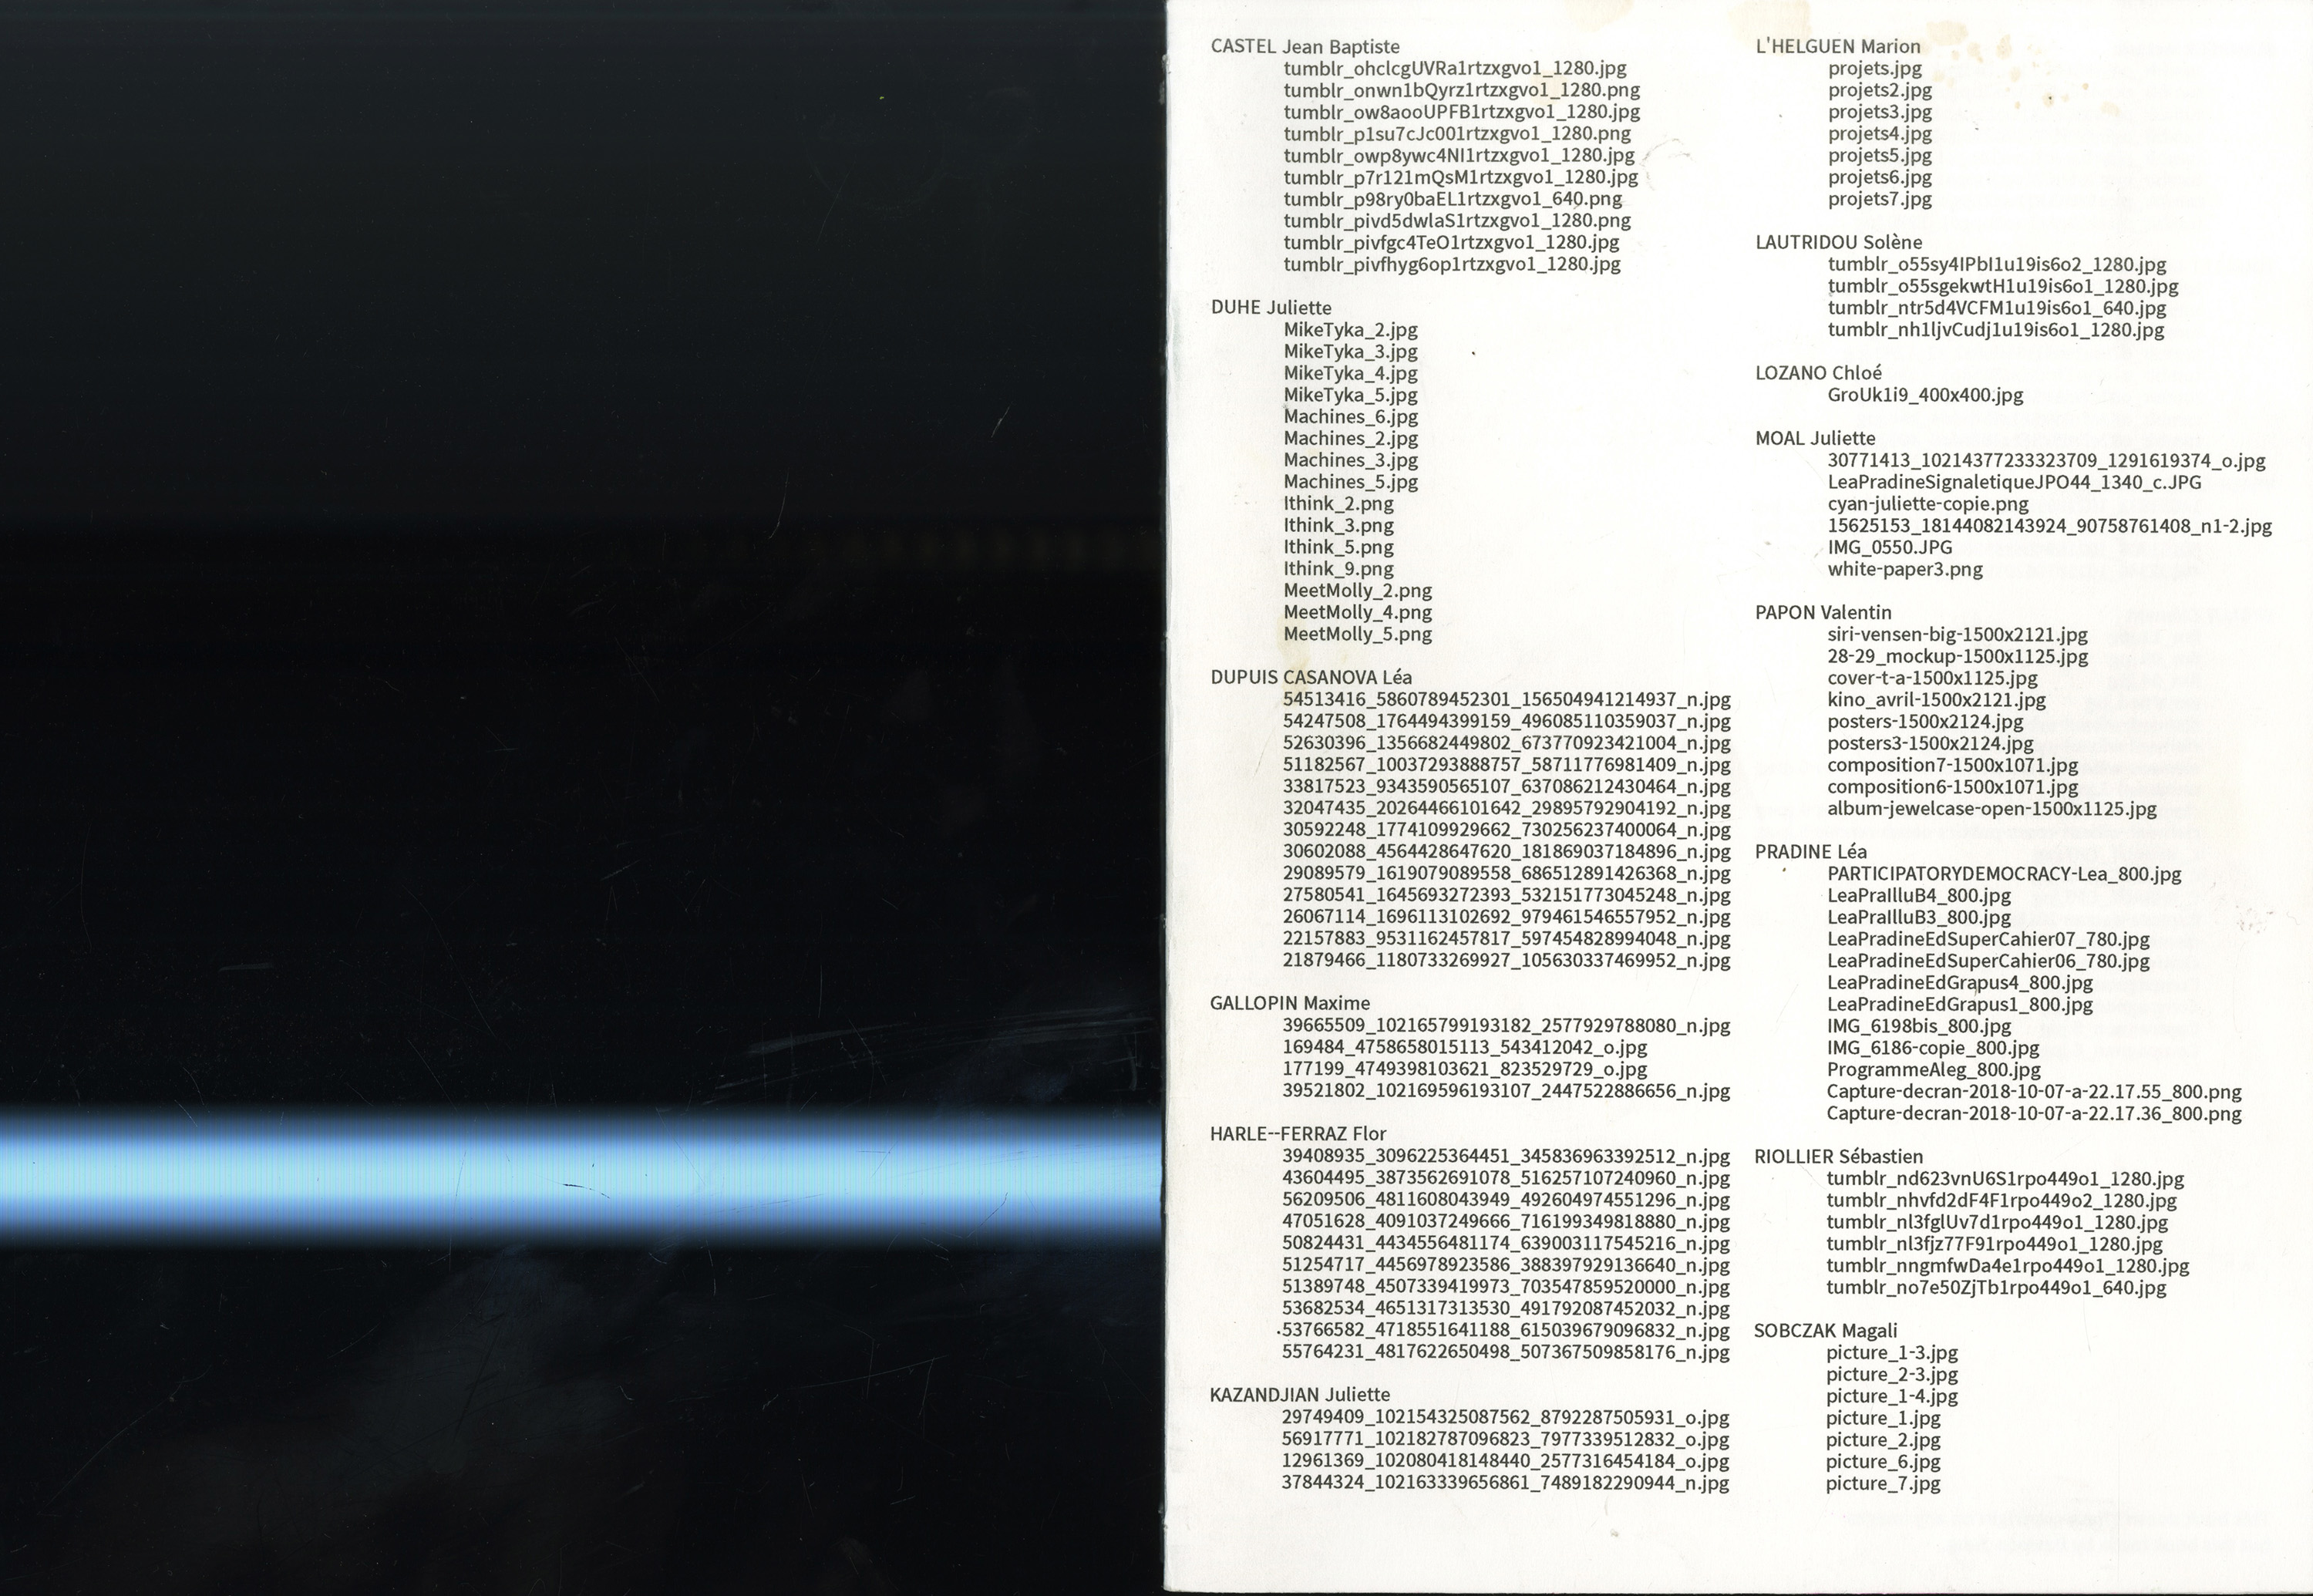 CASTEL Jean Baptiste
tumblr_ohclcgUVRa1rtzxgvo1_1280.jpg
tumblr_onwn1bQyrz1rtzxgvo1_1280.png
tumblr_ow8aooUPFB1rtzxgvo1_1280.jpg
tumblr_p1su7cJc001rtzxgvo1_1280.png
tumblr_owp8ywc4NI1rtzxgvo1_1280.jpg
tumblr_p7r121mQsM1rtzxgvo1_1280.jpg
tumblr_p98ry0baEL1rtzxgvo1_640.png
tumblr_pivd5dwlaS1rtzxgvo1_1280.png
tumblr_pivfgc4TeO1rtzxgvo1_1280.jpg
tumblr_pivfhyg6op1rtzxgvo1_1280.jpg
DUHE Juliette
MikeTyka_2.jpg
MikeTyka_3.jpg
MikeTyka_4.jpg
MikeTyka_5.jpg
Machines_6.jpg
Machines_2.jpg
Machines_3.jpg
Machines_5.jpg
Ithink_2.png
Ithink_3.png
Ithink_5.png
Ithink_9.png
MeetMolly_2.png
MeetMolly_4.png
MeetMolly_5.png
DUPUIS CASANOVA Léa
54513416_5860789452301_156504941214937_n.jpg
54247508_1764494399159_496085110359037_n.jpg
52630396_1356682449802_673770923421004_n.jpg
51182567_10037293888757_58711776981409_n.jpg
33817523_9343590565107_637086212430464_n.jpg
32047435_20264466101642_29895792904192_n.jpg
30592248_1774109929662_730256237400064_n.jpg
30602088_4564428647620_181869037184896_n.jpg
29089579_1619079089558_686512891426368_n.jpg
27580541_1645693272393_532151773045248_n.jpg
26067114_1696113102692_979461546557952_n.jpg
22157883_9531162457817_597454828994048_n.jpg
21879466_1180733269927_105630337469952_n.jpg
GALLOPIN Maxime
39665509_102165799193182_2577929788080_n.jpg
169484_4758658015113_543412042_o.jpg
177199_4749398103621_823529729_o.jpg
39521802_102169596193107_2447522886656_n.jpg
HARLE--FERRAZ Flor
39408935_3096225364451_345836963392512_n.jpg
43604495_3873562691078_516257107240960_n.jpg
56209506_4811608043949_492604974551296_n.jpg
47051628_4091037249666_716199349818880_n.jpg
50824431_4434556481174_639003117545216_n.jpg
51254717_4456978923586_388397929136640_n.jpg
51389748_4507339419973_703547859520000_n.jpg
53682534_4651317313530_491792087452032_n.jpg
53766582_4718551641188_615039679096832_n.jpg
55764231_4817622650498_507367509858176_n.jpg
KAZANDJIAN Juliette
29749409_102154325087562_8792287505931_o.jpg
56917771_102182787096823_7977339512832_o.jpg
12961369_102080418148440_2577316454184_o.jpg
37844324_102163339656861_7489182290944_n.jpg
L'HELGUEN Marion
projets.jpg
projets2.jpg
projets3.jpg
projets4.jpg
projets5.jpg
projets6.jpg
projets7.jpg
LAUTRIDOU Solène
tumblr_o55sy4IPbI1u19is6o2_1280.jpg
tumblr_o55sgekwtH1u19is6o1_1280.jpg
tumblr_ntr5d4VCFM1u19is6o1_640.jpg
tumblr_nh1ljvCudj1u19is6o1_1280.jpg
LOZANO Chloé
GroUk1i9_400x400.jpg
MOAL Juliette
30771413_10214377233323709_1291619374_o.jpg
LeaPradineSignaletiqueJPO44_1340_c.JPG
cyan-juliette-copie.png
15625153_18144082143924_90758761408_n1-2.jpg
IMG_0550.JPG
white-paper3.png
PAPON Valentin
siri-vensen-big-1500x2121.jpg
28-29_mockup-1500x1125.jpg
cover-t-a-1500x1125.jpg
kino_avril-1500x2121.jpg
posters-1500x2124.jpg
posters3-1500x2124.jpg
composition7-1500x1071.jpg
composition6-1500x1071.jpg
album-jewelcase-open-1500x1125.jpg
PRADINE Léa
PARTICIPATORYDEMOCRACY-Lea_800.jpg
LeaPraIlluB4_800.jpg
LeaPraIlluB3_800.jpg
LeaPradineEdSuperCahier07_780.jpg
LeaPradineEdSuperCahier06_780.jpg
LeaPradineEdGrapus4_800.jpg
LeaPradineEdGrapus1_800.jpg
IMG_6198bis_800.jpg
IMG_6186-copie_800.jpg
ProgrammeAleg_800.jpg
Capture-decran-2018-10-07-a-22.17.55_800.png
Capture-decran-2018-10-07-a-22.17.36_800.png
RIOLLIER Sébastien
tumblr_nd623vnU6S1rpo449o1_1280.jpg
tumblr_nhvfd2dF4F1rpo449o2_1280.jpg
tumblr_nl3fglUv7d1rpo449o1_1280.jpg
tumblr_nl3fjz77F91rpo449o1_1280.jpg
tumblr_nngmfwDa4e1rpo449o1_1280.jpg
tumblr_no7e50ZjTb1rpo449o1_640.jpg
SOBCZAK Magali
picture_1-3.jpg
picture_2-3.jpg
picture_1-4.jpg
picture_1.jpg
picture_2.jpg
picture_6.jpg
picture_7.jpg